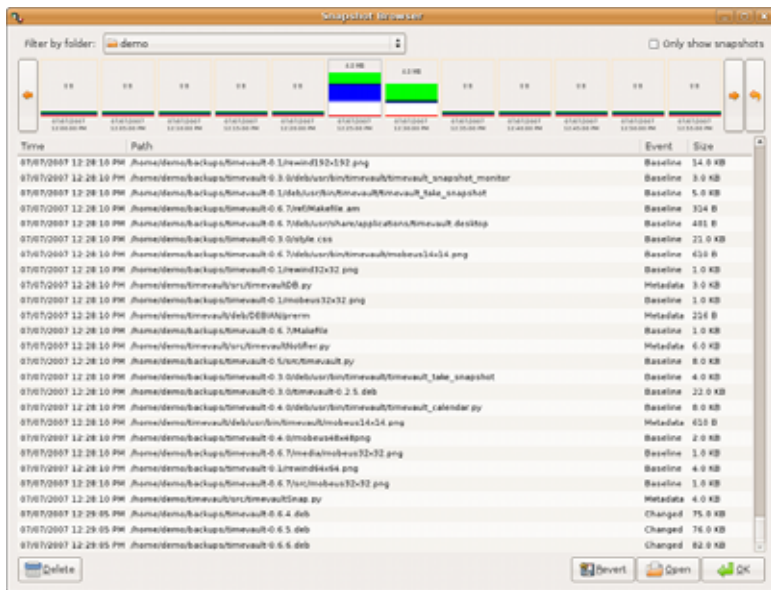 Snapshot Browser
Filter by folder: demo Only show snapshots
Time Path Event Size
07/07/2007 12:28:10 PM /home/demo/backups/timevault-0.1/rewind192x192.png Baseline 14.0 KB
07/07/2007 12:28:10 PM /home/demo/backups/timevault-0.3.0/deb/usr/bin/timevault/timevault_snapshot_monitor Baseline 3.0 KB
07/07/2007 12:28:10 PM /home/demo/backups/timevault-0.1/deb/usr/bin/timevault/timevault_take_snapshot Baseline 5.0 KB
07/07/2007 12:28:10 PM /home/demo/backups/timevault-0.6.7/ref/Makefile.am Baseline 314 B
07/07/2007 12:28:10 PM /home/demo/backups/timevault-0.6.7/deb/usr/share/applications/timevault.desktop Baseline 401 B
07/07/2007 12:28:10 PM /home/demo/backups/timevault-0.3.0/style.css Baseline 21.0 KB
07/07/2007 12:28:10 PM /home/demo/backups/timevault-0.6.7/deb/usr/bin/timevault/mobeus14x14.png Baseline 610 B
07/07/2007 12:28:10 PM /home/demo/backups/timevault-0.1/rewind32x32.png Baseline 1.0 KB
07/07/2007 12:28:10 PM /home/demo/timevault/src/timevaultDB.py Metadata 3.0 KB
07/07/2007 12:28:10 PM /home/demo/backups/timevault-0.1/mobeus32x32.png Baseline 1.0 KB
07/07/2007 12:28:10 PM /home/demo/timevault/deb/DEBIAN/prerm Metadata 216 B
07/07/2007 12:28:10 PM /home/demo/backups/timevault-0.6.7/Makefile Baseline 1.0 KB
07/07/2007 12:28:10 PM /home/demo/timevault/src/timevaultNotifier.py Metadata 6.0 KB
07/07/2007 12:28:10 PM /home/demo/backups/timevault-0.5/src/timevault.py Baseline 8.0 KB
07/07/2007 12:28:10 PM /home/demo/backups/timevault-0.3.0/deb/usr/bin/timevault/timevault_take_snapshot Baseline 4.0 KB
07/07/2007 12:28:10 PM /home/demo/backups/timevault-0.3.0/timevault-0.2.5.deb Baseline 22.0 KB
07/07/2007 12:28:10 PM /home/demo/backups/timevault-0.4.0/deb/usr/bin/timevault/timevault_calendar.py Baseline 8.0 KB
07/07/2007 12:28:10 PM /home/demo/timevault/deb/usr/bin/timevault/mobeus14x14.png Metadata 610 B
07/07/2007 12:28:10 PM /home/demo/backups/timevault-0.4.0/mobeus48x48png Baseline 2.0 KB
07/07/2007 12:28:10 PM /home/demo/backups/timevault-0.6.7/media/mobeus32x32.png Baseline 1.0 KB
07/07/2007 12:28:10 PM /home/demo/backups/timevault-0.1/rewind64x64.png Baseline 4.0 KB
07/07/2007 12:28:10 PM /home/demo/backups/timevault-0.6.7/src/mobeus32x32.png Baseline 1.0 KB
07/07/2007 12:28:10 PM /home/demo/timevault/src/timevaultSnap.py Metadata 4.0 KB
07/07/2007 12:29:05 PM /home/demo/backups/timevault-0.6.4.deb Changed 75.0 KB
07/07/2007 12:29:05 PM /home/demo/backups/timevault-0.6.5.deb Changed 76.0 KB
07/07/2007 12:29:05 PM /home/demo/backups/timevault-0.6.6.deb Changed 82.0 KB
Delete Revert Open OK